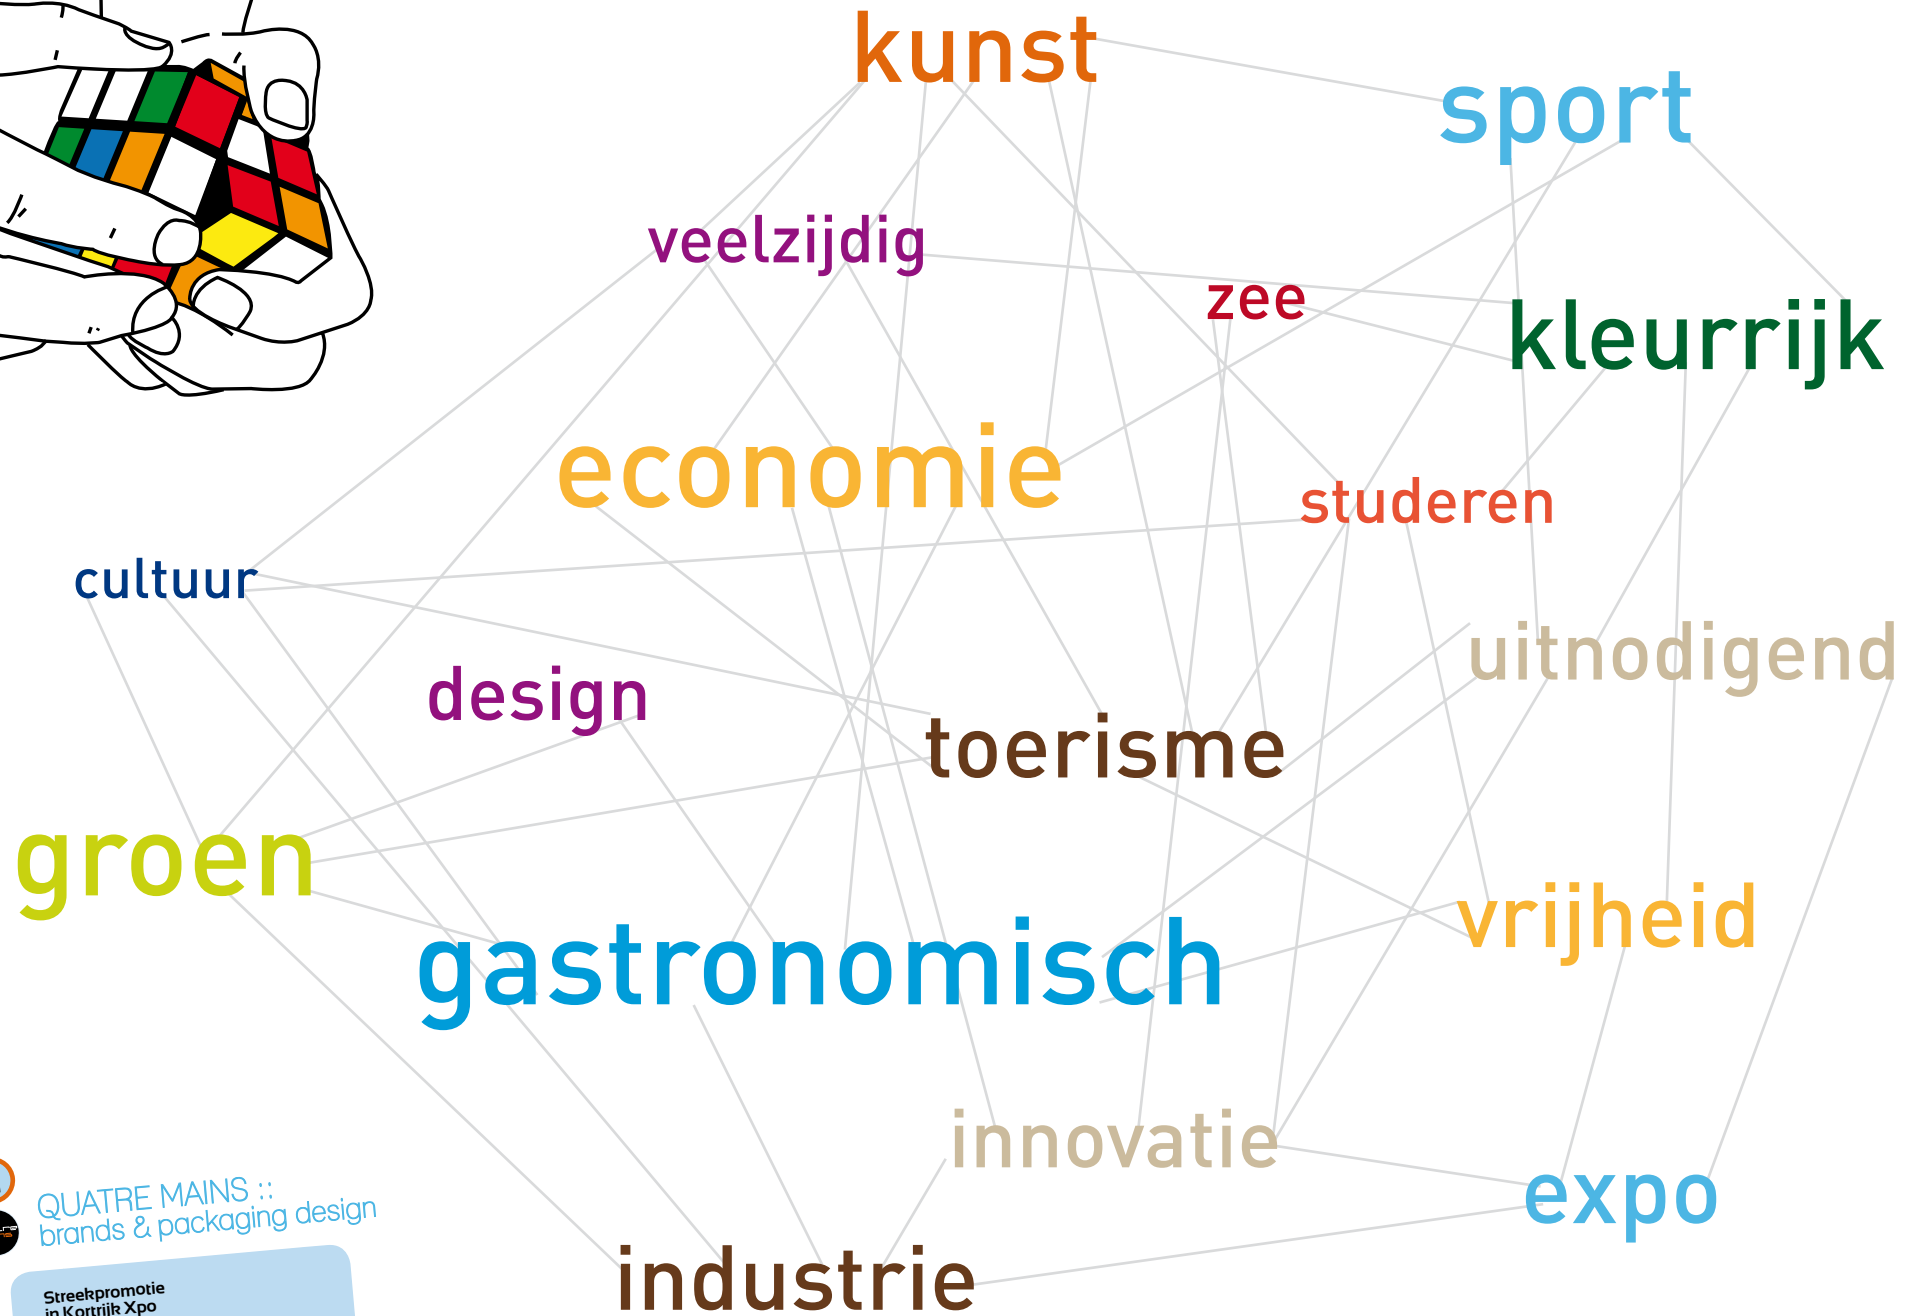 kunst
sport
veelzijdig
zee
kleurrijk
economie
studeren
cultuur
uitnodigend
design
toerisme
groen
vrijheid
gastronomisch
innovatie
expo
industrie
QUATRE MAINS ::
brands & packaging design
Streekpromotie
in Kortrijk Xpo